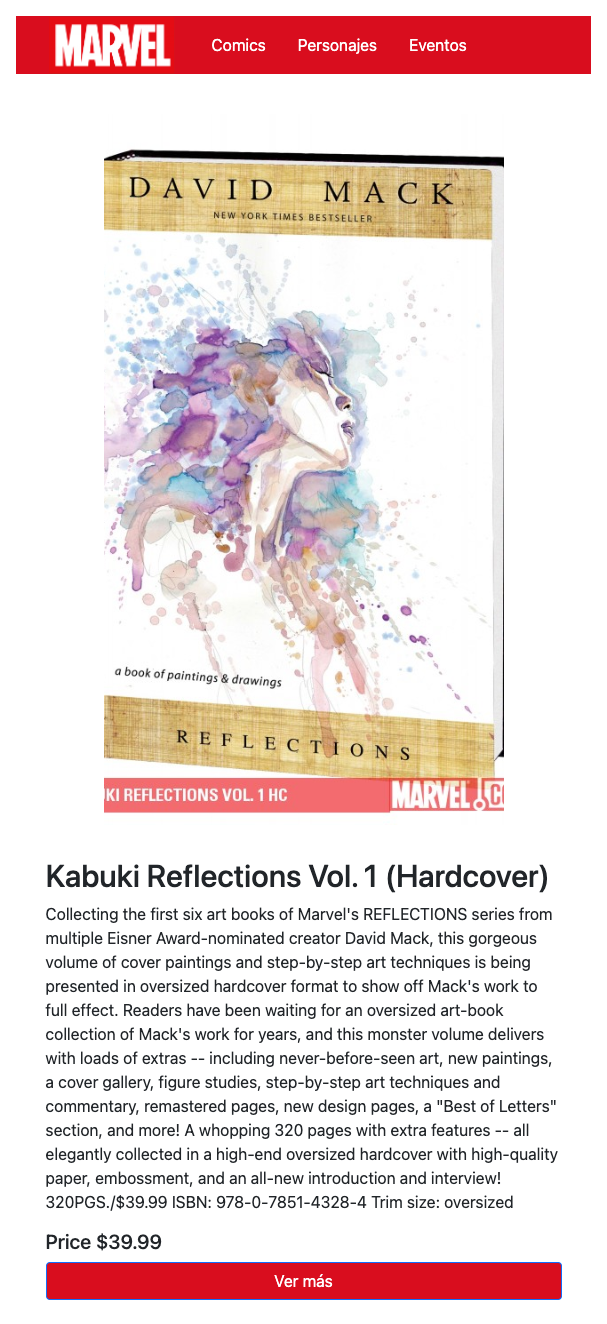 MARVEL Comics Personajes Eventos
DAVID MACK
NEW YORK TIMES BESTSELLER
a book of paintings & drawings
REFLECTIONS
KI REFLECTIONS VOL. 1 HC MARVEL
Kabuki Reflections Vol. 1 (Hardcover)
Collecting the first six art books of Marvel's REFLECTIONS series from
multiple Eisner Award-nominated creator David Mack, this gorgeous
volume of cover paintings and step-by-step art techniques is being
presented in oversized hardcover format to show off Mack's work to
full effect. Readers have been waiting for an oversized art-book
collection of Mack's work for years, and this monster volume delivers
with loads of extras -- including never-before-seen art, new paintings,
a cover gallery, figure studies, step-by-step art techniques and
commentary, remastered pages, new design pages, a "Best of Letters"
section, and more! A whopping 320 pages with extra features -- all
elegantly collected in a high-end oversized hardcover with high-quality
paper, embossment, and an all-new introduction and interview!
320PGS./$39.99 ISBN: 978-0-7851-4328-4 Trim size: oversized
Price $39.99
Ver más